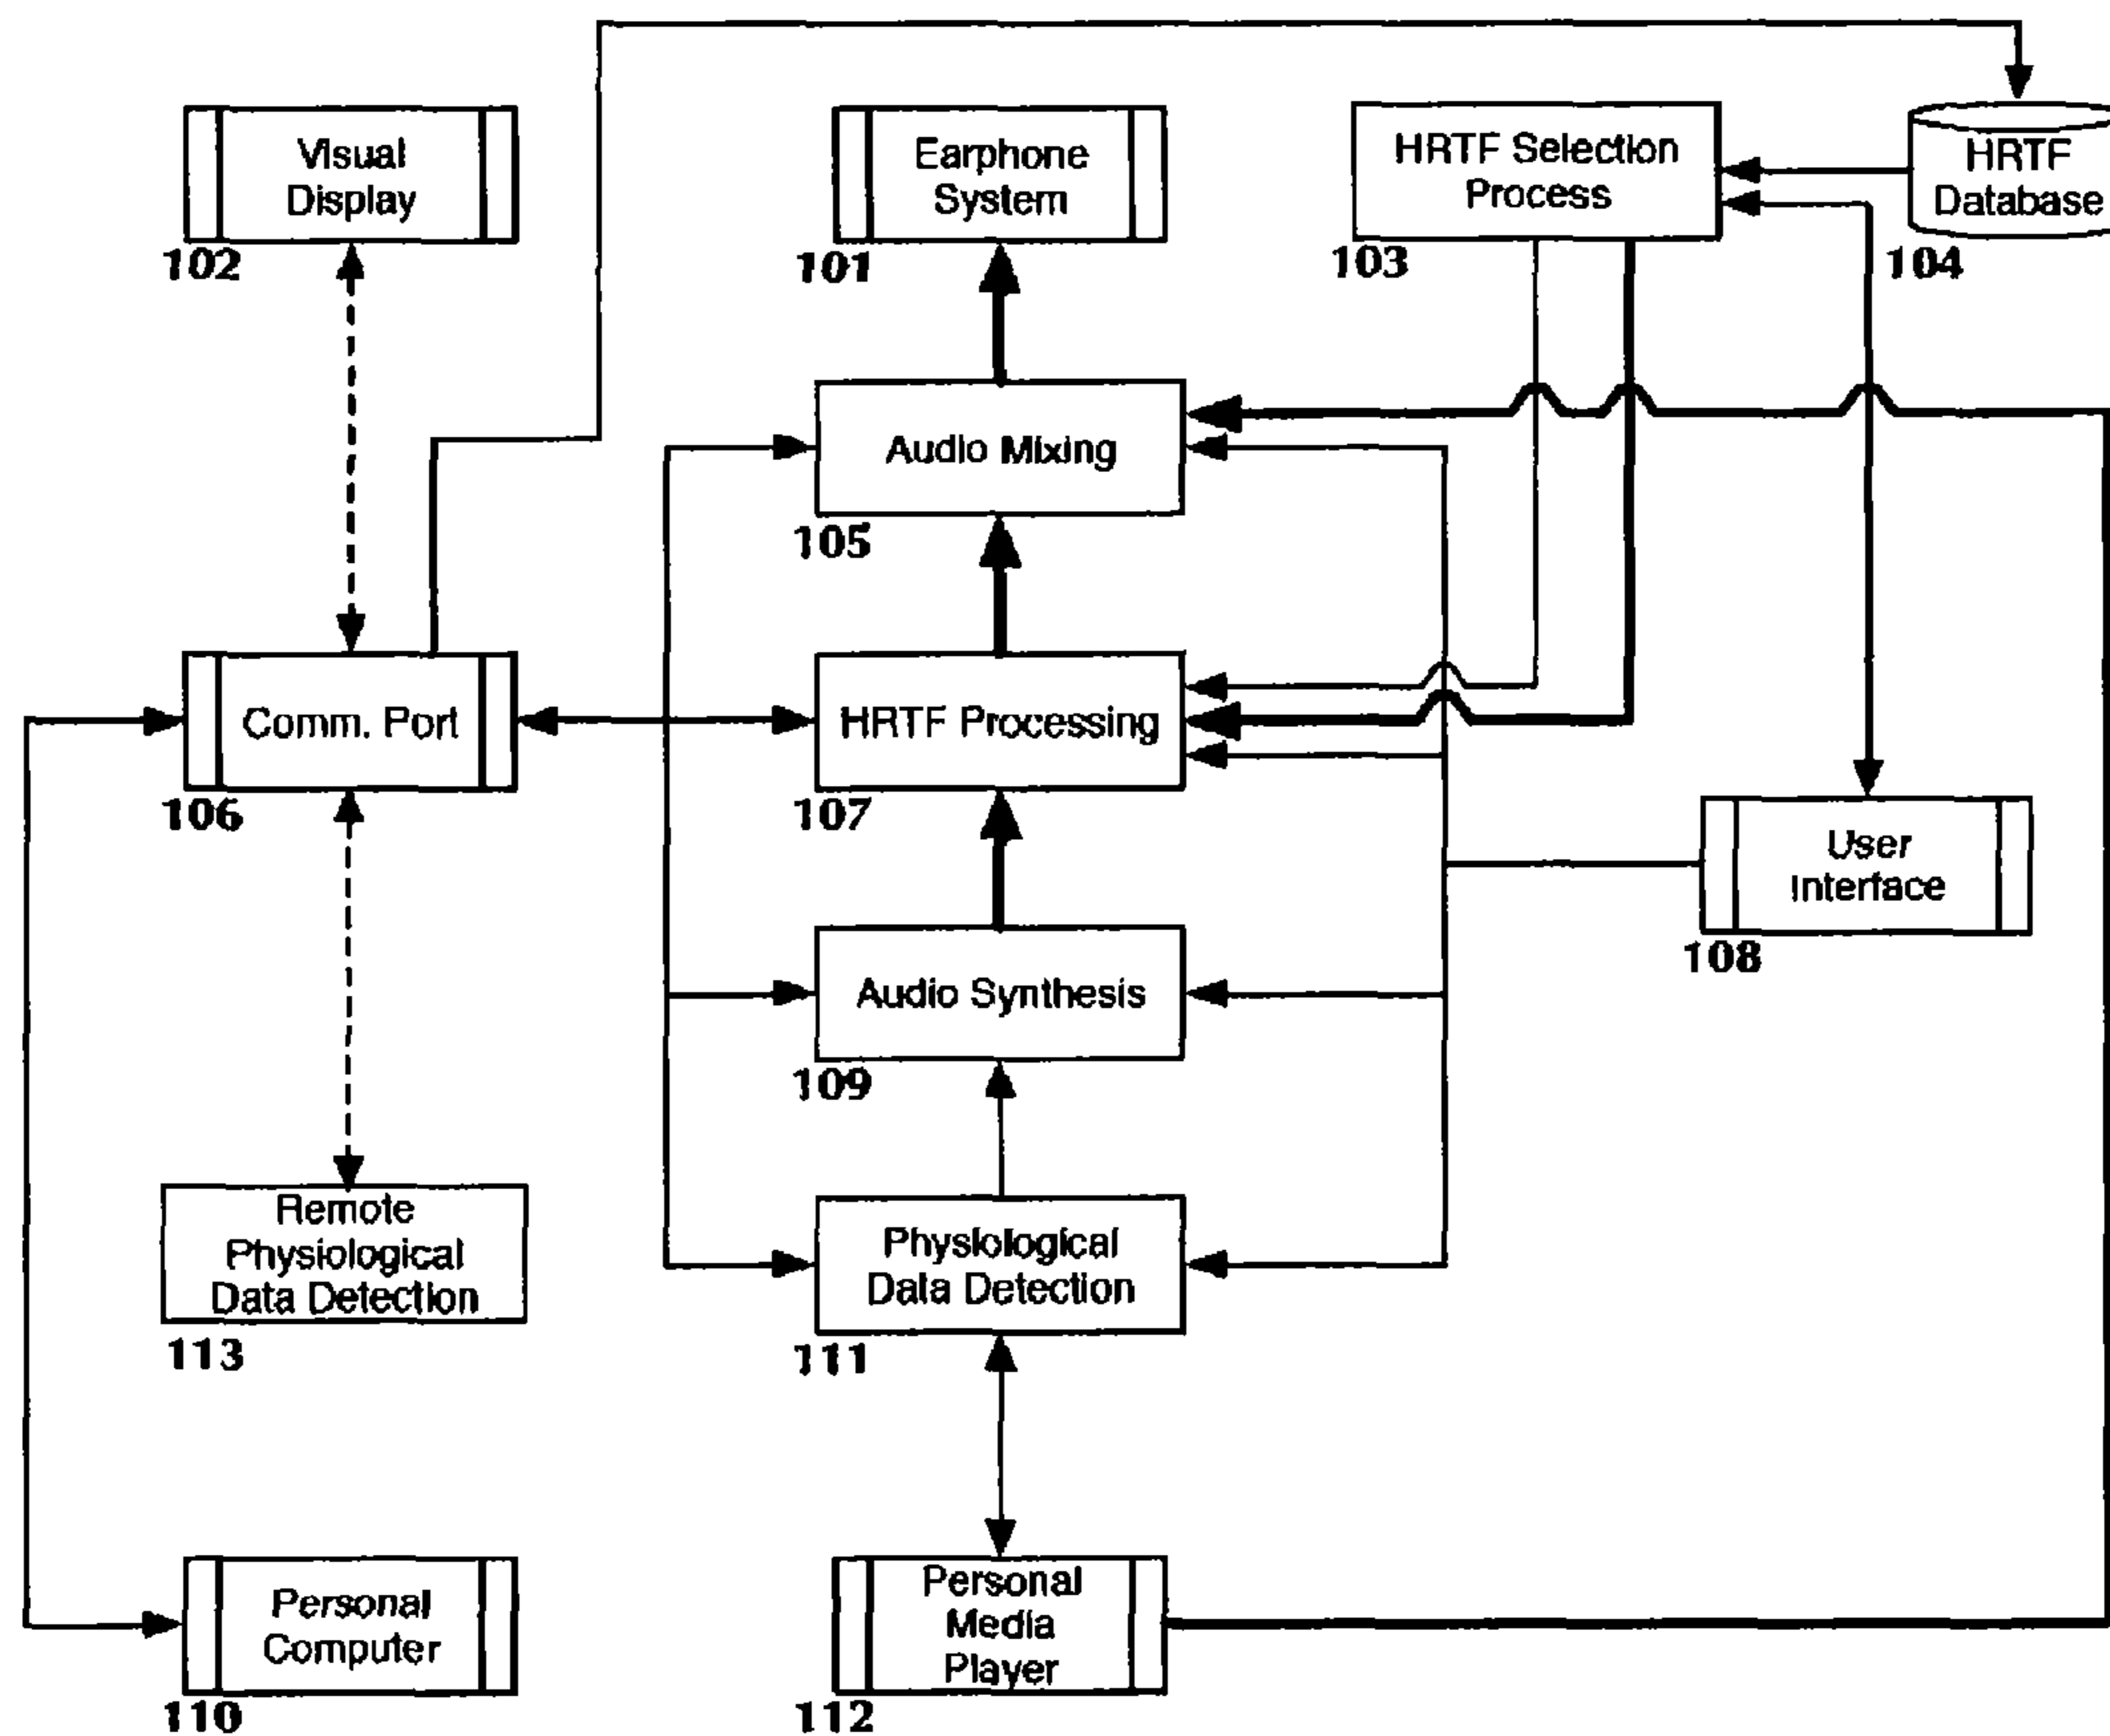 Visual
Display
102
Earphone
System
101
HRTF Selection
Process
103
HRTF
Database
104
Audio Mixing
105
Comm. Port
106
HRTF Processing
107
User
Interface
108
Audio Synthesis
109
Remote
Physiological
Data Detection
113
Physiological
Data Detection
111
Personal
Computer
110
Personal
Media
Player
112